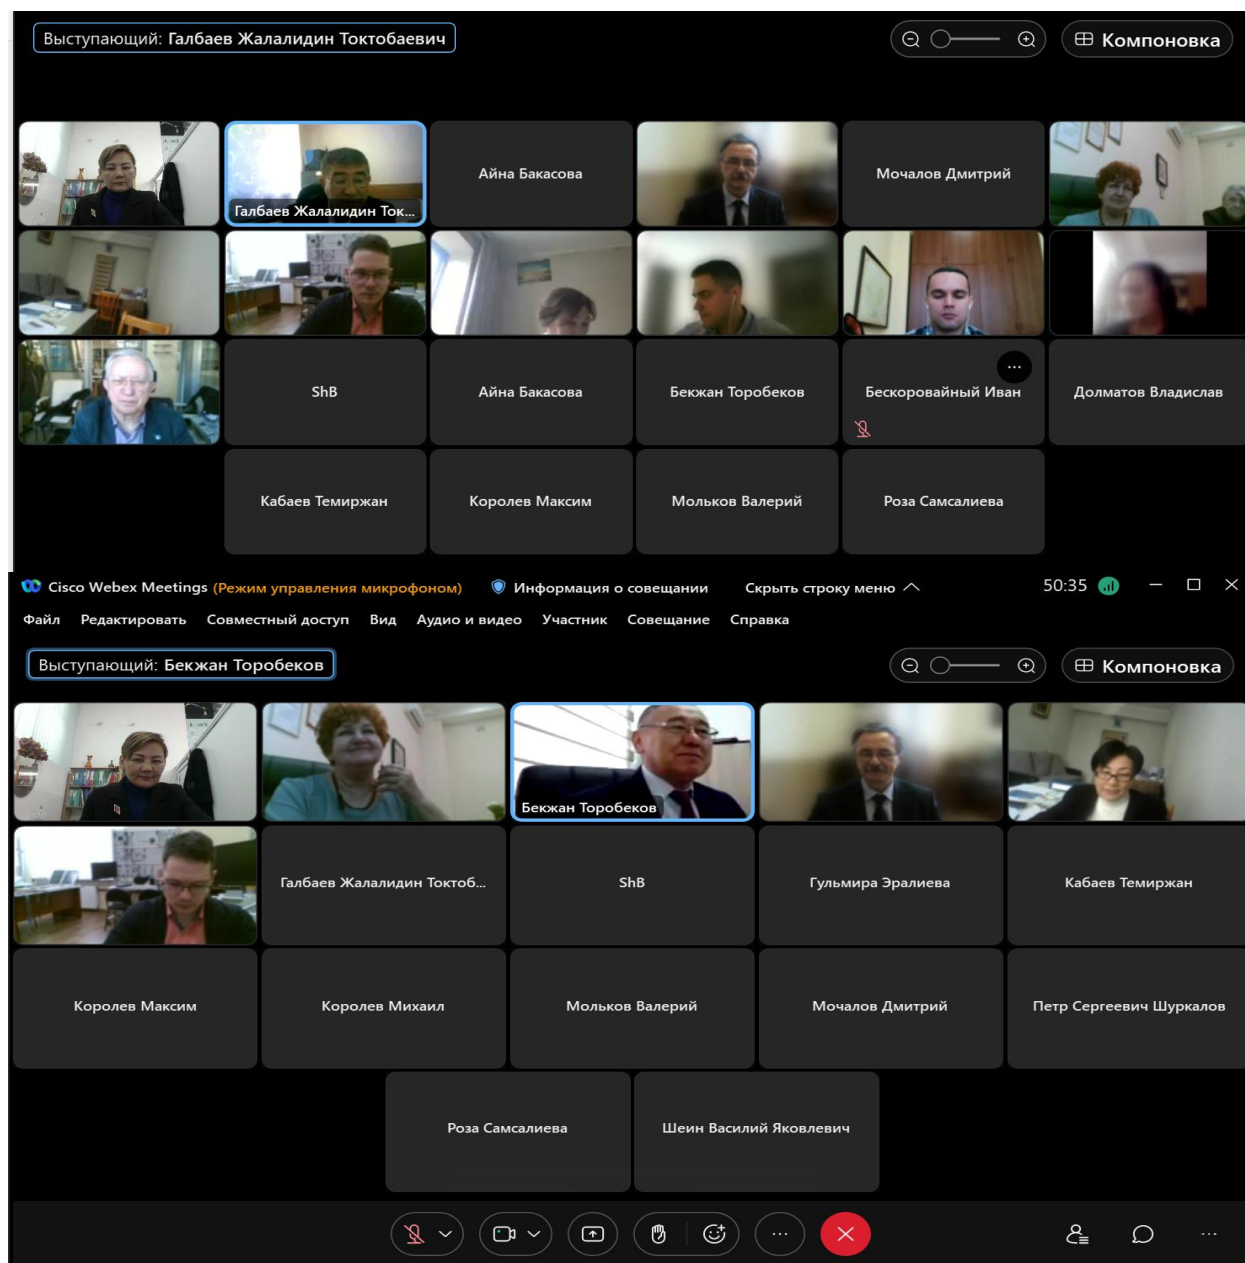 Выступающий: Галбаев Жалалидин Токтобаевич
Компоновка
Галбаев Жалалидин Ток...
Айна Бакасова
Мочалов Дмитрий
ShB
Айна Бакасова
Бекжан Торобеков
Бескоровайный Иван
Долматов Владислав
Кабаев Темиржан
Королев Максим
Мольков Валерий
Роза Самсалиева
Cisco Webex Meetings (Режим управления микрофоном)
Информация о совещании
Скрыть строку меню
50:35
Файл Редактировать Совместный доступ Вид Аудио и видео Участник Совещание Справка
Выступающий: Бекжан Торобеков
Компоновка
Бекжан Торобеков
Галбаев Жалалидин Токтоб...
ShB
Гульмира Эралиева
Кабаев Темиржан
Королев Максим
Королев Михаил
Мольков Валерий
Мочалов Дмитрий
Петр Сергеевич Шуркалов
Роза Самсалиева
Шеин Василий Яковлевич